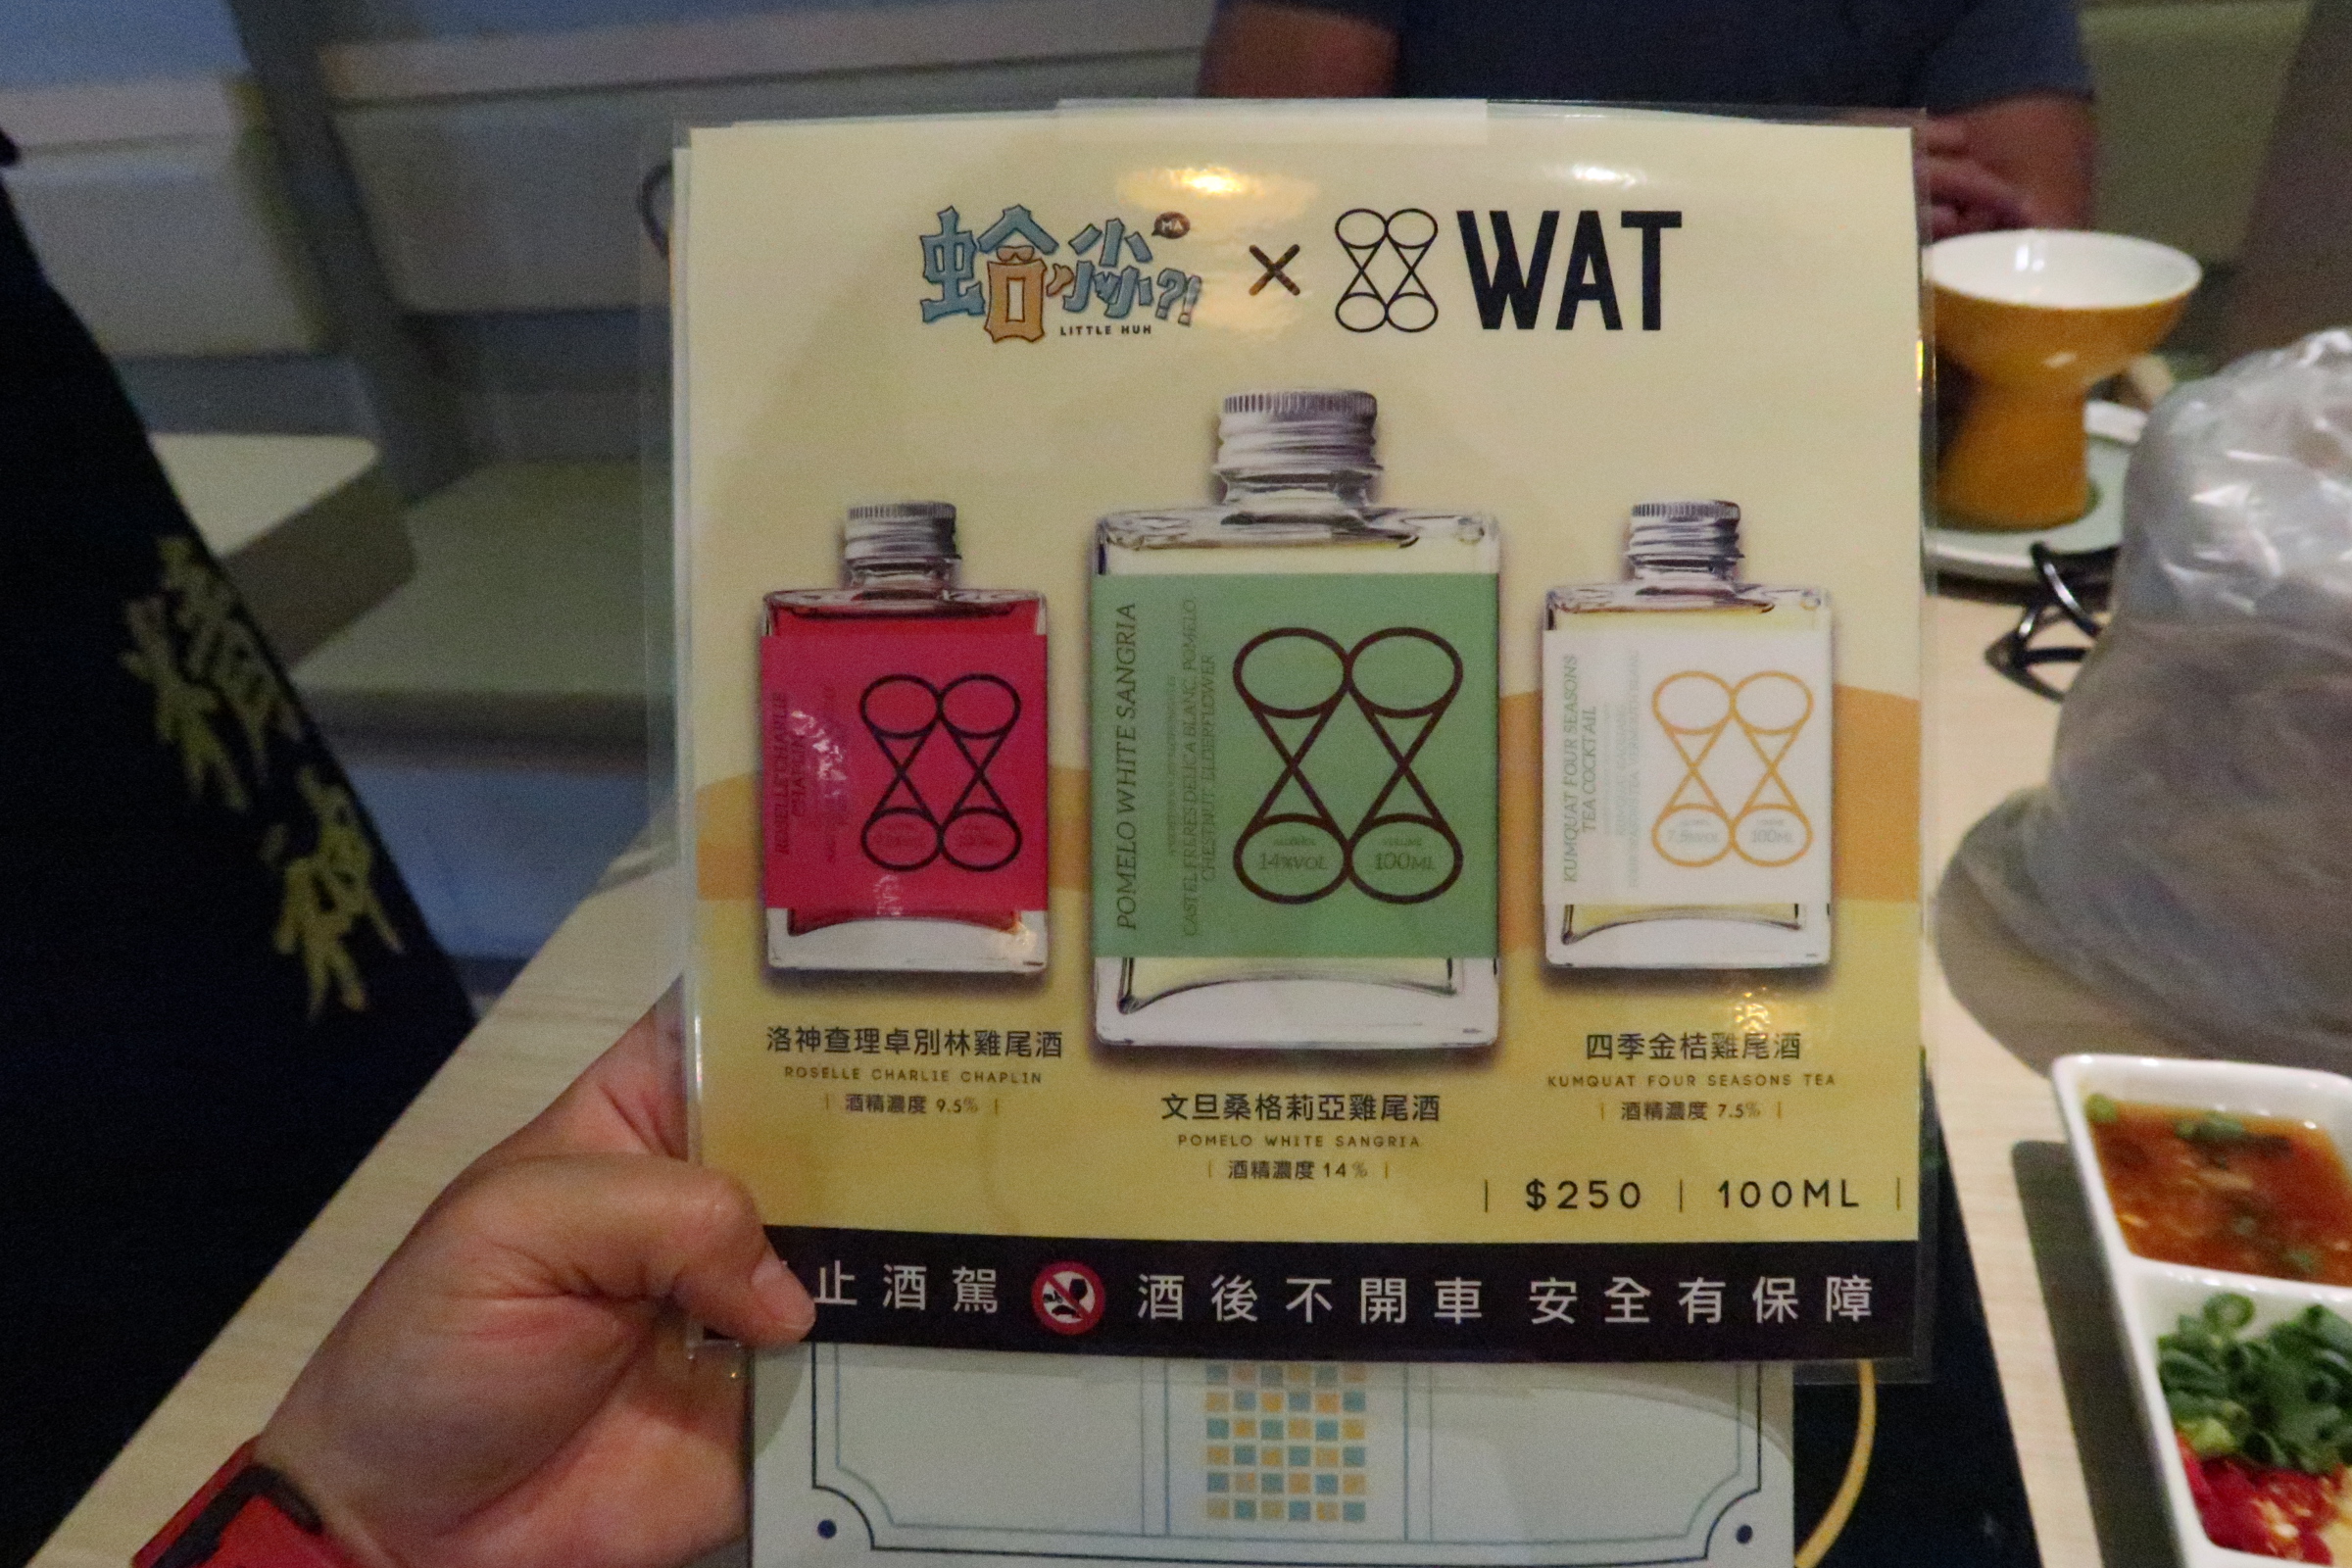 蛤 MA
LITTLE HUH
×
WAT
POMELO WHITE SANGRIA
CASTEL FRERES DELICA BLANC, POMELO
CHESTNUT, ELDERFLOWER
14%VOL
100ML
KUMQUAT FOUR SEASONS
TEA COCKTAIL
7.5%VOL
100ML
洛神查理卓別林雞尾酒
ROSELLE CHARLIE CHAPLIN
| 酒精濃度 9.5% |
文旦桑格莉亞雞尾酒
POMELO WHITE SANGRIA
| 酒精濃度 14% |
四季金桔雞尾酒
KUMQUAT FOUR SEASONS TEA
| 酒精濃度 7.5% |
| $250 | 100ML |
止酒駕 酒後不開車 安全有保障